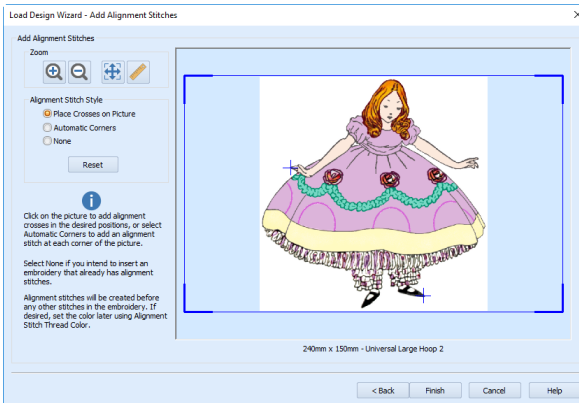 Load Design Wizard - Add Alignment Stitches
Add Alignment Stitches
Zoom
Alignment Stitch Style
Place Crosses on Picture
Automatic Corners
None
Reset
Click on the picture to add alignment
crosses in the desired positions, or select
Automatic Corners to add an alignment
stitch at each corner of the picture.
Select None if you intend to insert an
embroidery that already has alignment
stitches.
Alignment stitches will be created before
any other stitches in the embroidery. If
desired, set the color later using Alignment
Stitch Thread Color.
240mm x 150mm - Universal Large Hoop 2
< Back
Finish
Cancel
Help